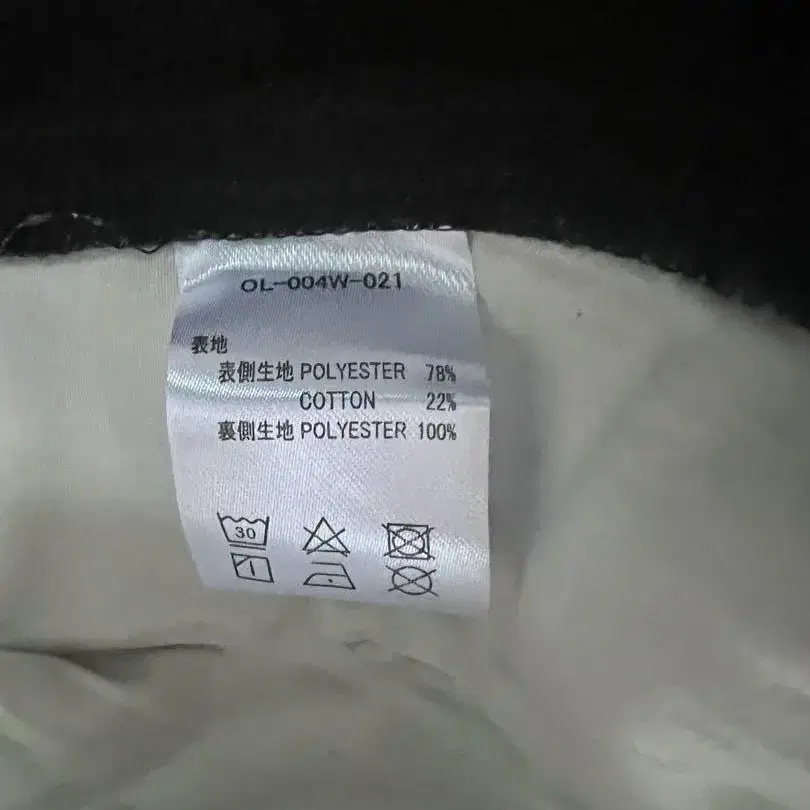 OL-004W-021
表地
表側生地 POLYESTER 78%
COTTON 22%
裏側生地 POLYESTER 100%
30